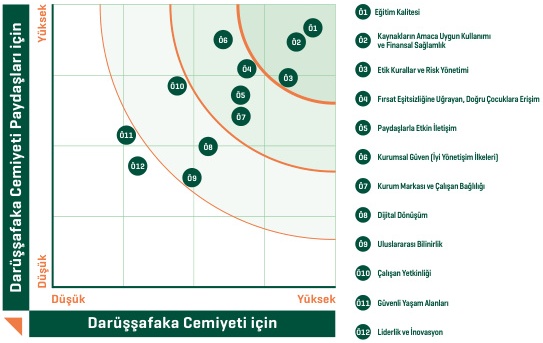 Darüşşafaka Cemiyeti Paydaşları için
Yüksek
Düşük
Ö1
Ö2
Ö6
Ö4
Ö3
Ö10
Ö5
Ö7
Ö11
Ö8
Ö12
Ö9
Düşük
Yüksek
Darüşşafaka Cemiyeti için
Ö1 Eğitim Kalitesi
Ö2 Kaynakların Amaca Uygun Kullanımı
ve Finansal Sağlamlık
Ö3 Etik Kurallar ve Risk Yönetimi
Ö4 Fırsat Eşitsizliğine Uğrayan, Doğru Çocuklara Erişim
Ö5 Paydaşlarla Etkin İletişim
Ö6 Kurumsal Güven (İyi Yönetişim İlkeleri)
Ö7 Kurum Markası ve Çalışan Bağlılığı
Ö8 Dijital Dönüşüm
Ö9 Uluslararası Bilinirlik
Ö10 Çalışan Yetkinliği
Ö11 Güvenli Yaşam Alanları
Ö12 Liderlik ve İnovasyon